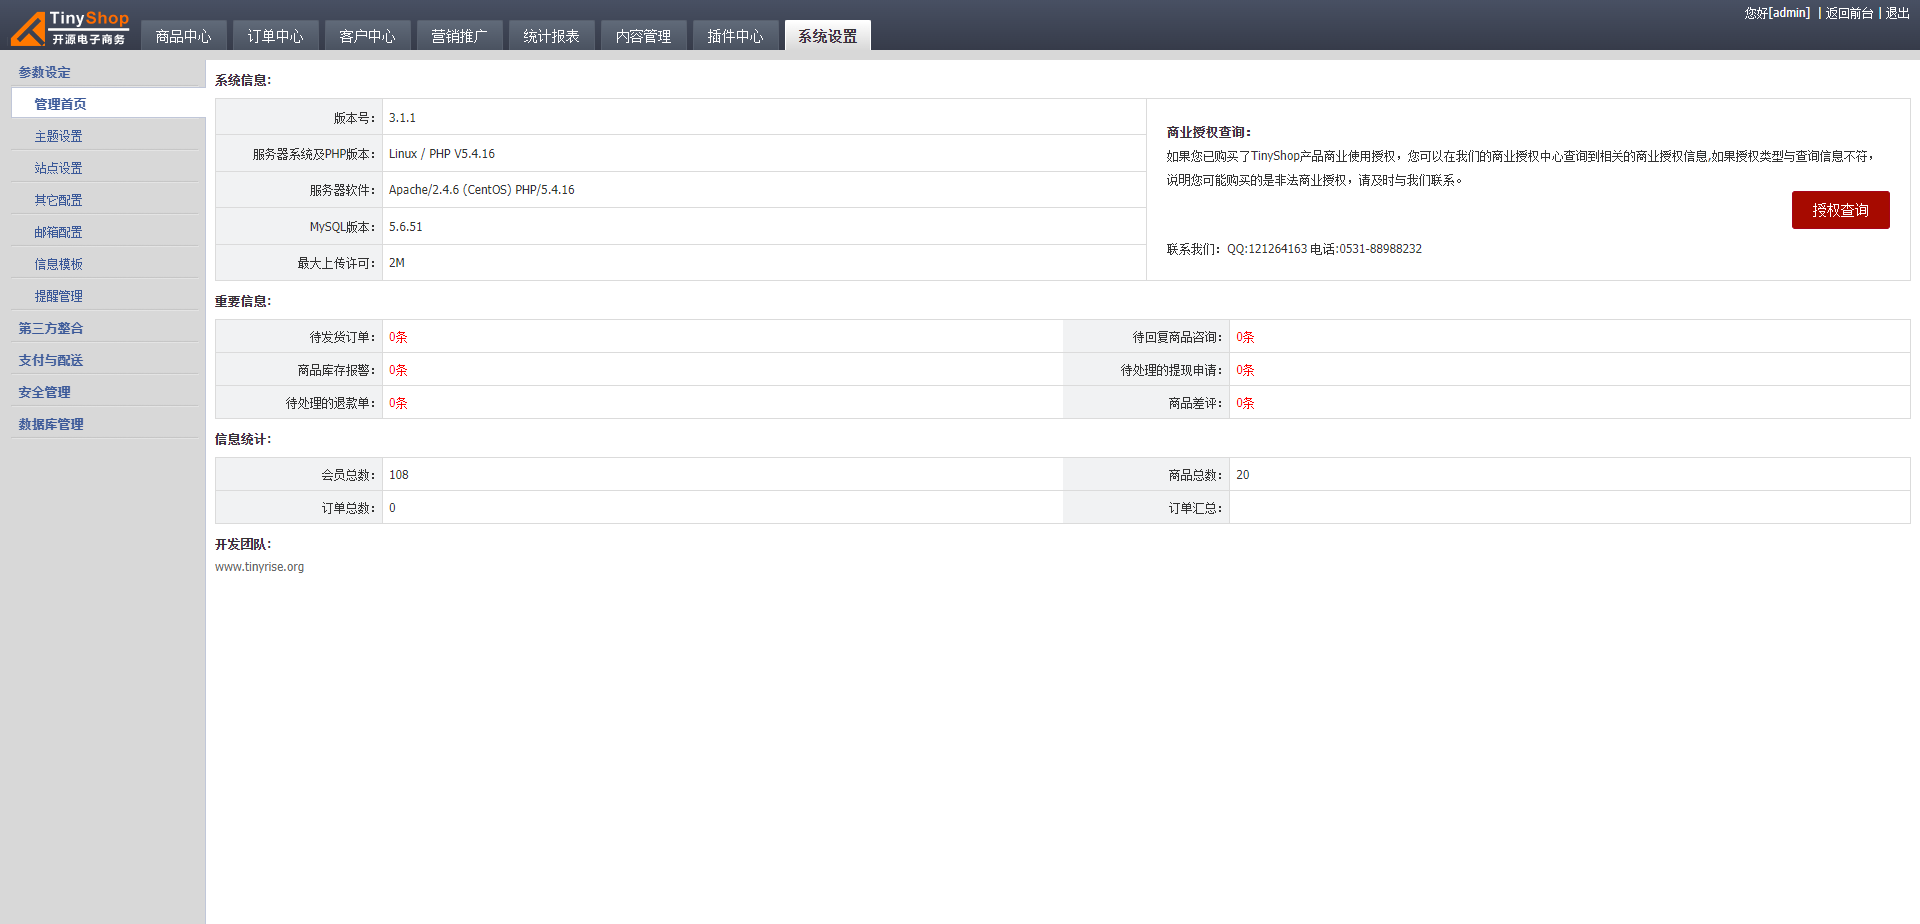 TinyShop
开源电子商务
商品中心 订单中心 客户中心 营销推广 统计报表 内容管理 插件中心 系统设置
您好[admin] | 返回前台 | 退出
参数设定
管理首页
主题设置
站点设置
其它配置
邮箱配置
信息模板
提醒管理
第三方整合
支付与配送
安全管理
数据库管理
系统信息：
版本号： 3.1.1
服务器系统及PHP版本： Linux / PHP V5.4.16
服务器软件： Apache/2.4.6 (CentOS) PHP/5.4.16
MySQL版本： 5.6.51
最大上传许可： 2M
商业授权查询：
如果您已购买了TinyShop产品商业使用授权，您可以在我们的商业授权中心查询到相关的商业授权信息,如果授权类型与查询信息不符，
说明您可能购买的是非法商业授权，请及时与我们联系。
授权查询
联系我们：QQ:121264163 电话:0531-88988232
重要信息：
待发货订单： 0条 待回复商品咨询： 0条
商品库存报警： 0条 待处理的提现申请： 0条
待处理的退款单： 0条 商品差评： 0条
信息统计：
会员总数： 108 商品总数： 20
订单总数： 0 订单汇总：
开发团队：
www.tinyrise.org